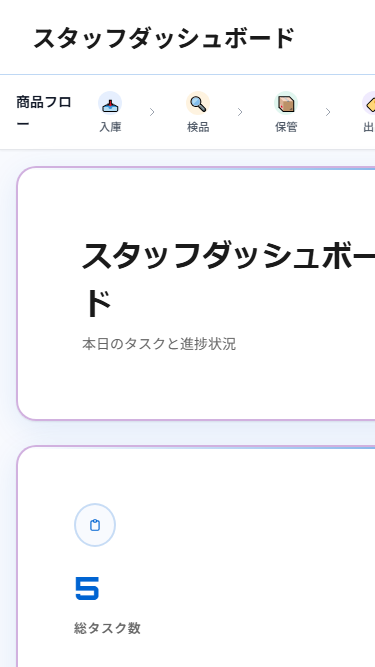 スタッフダッシュボード
商品フロ
ー
入庫
検品
保管
出
スタッフダッシュボー
ド
本日のタスクと進捗状況
5
総タスク数